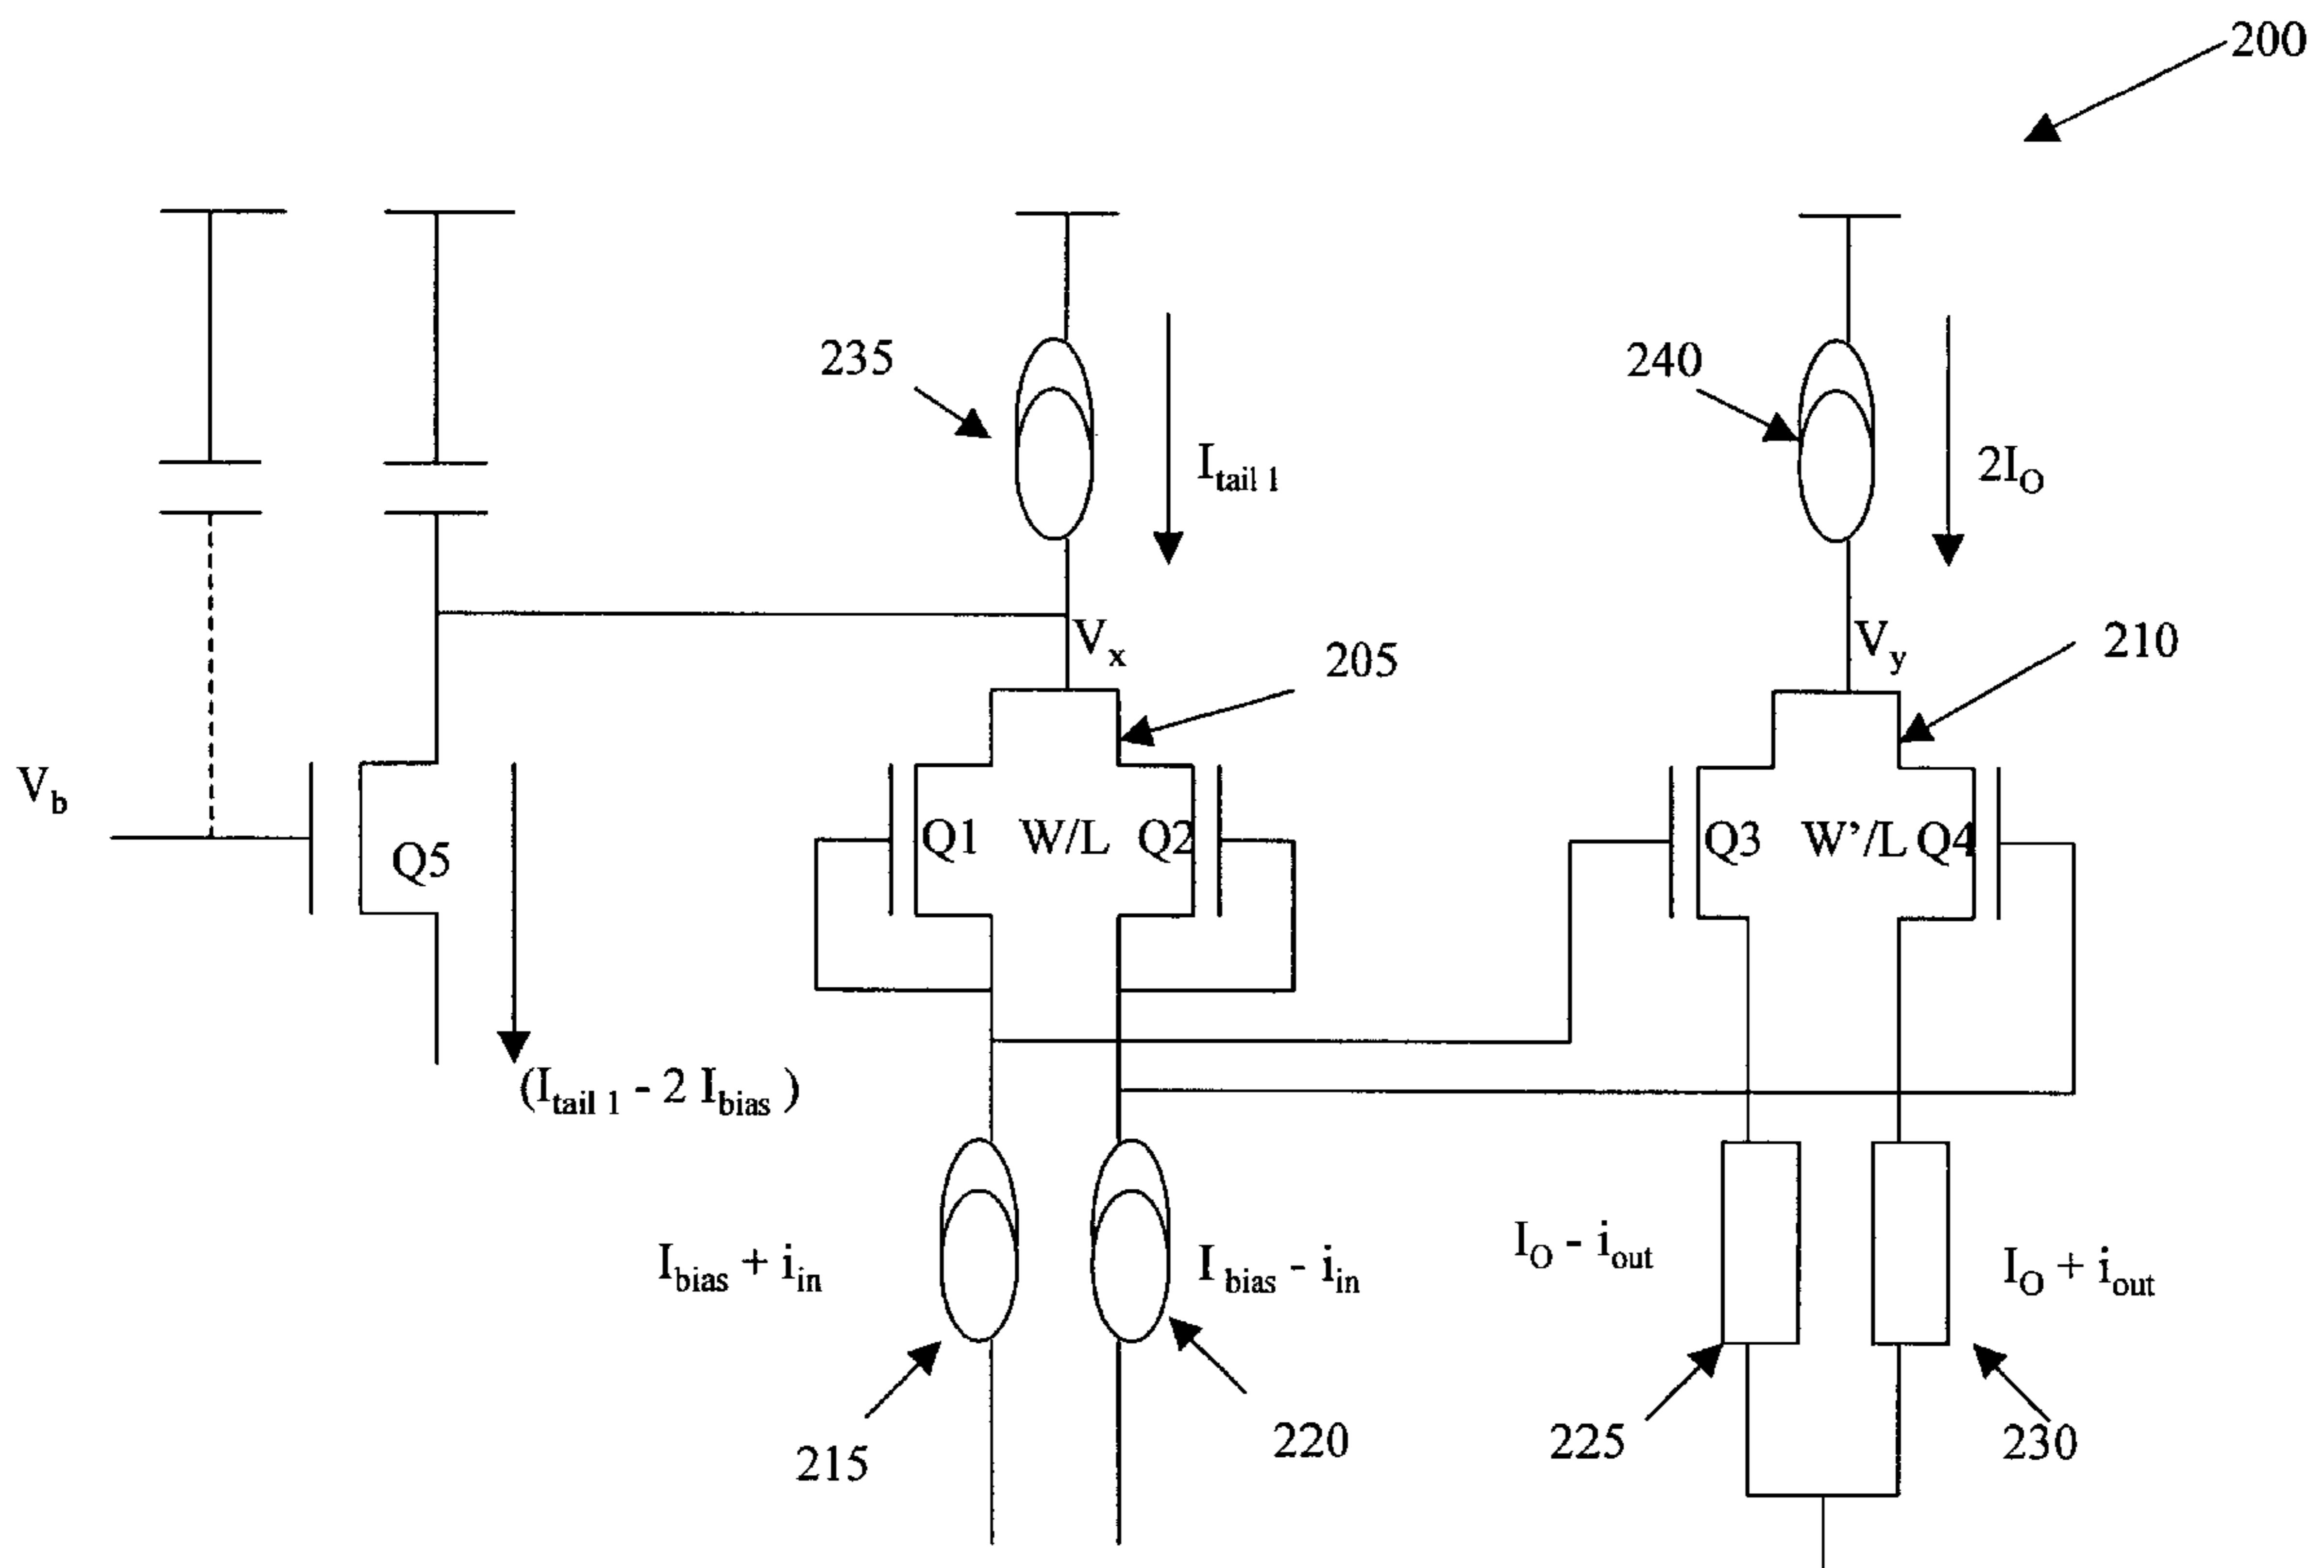 200
235
I_tail 1
240
2I_O
V_x
205
V_y
210
V_b
Q5
Q1 W/L Q2
Q3 W’/L Q4
(I_tail 1 - 2 I_bias )
I_bias + i_in
I_bias - i_in
I_O - i_out
I_O + i_out
215
220
225
230